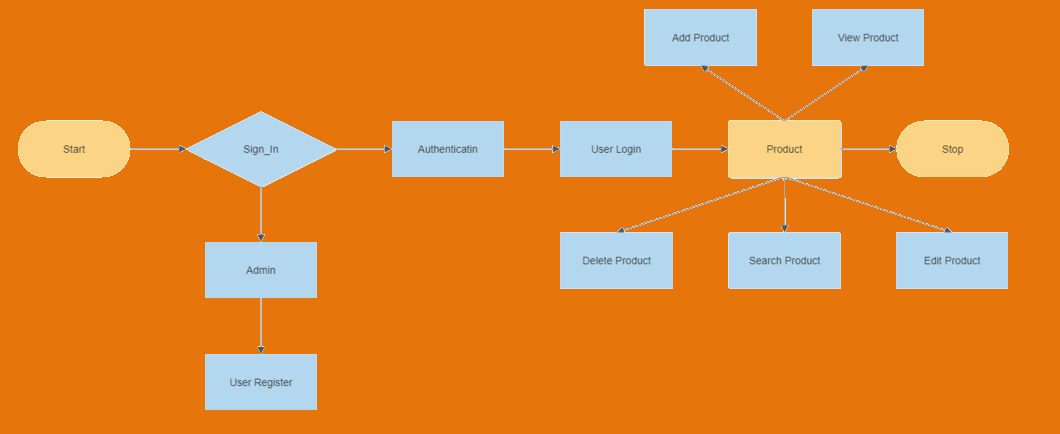 Add Product
View Product
Start
Sign_In
Authenticatin
User Login
Product
Stop
Delete Product
Search Product
Edit Product
Admin
User Register